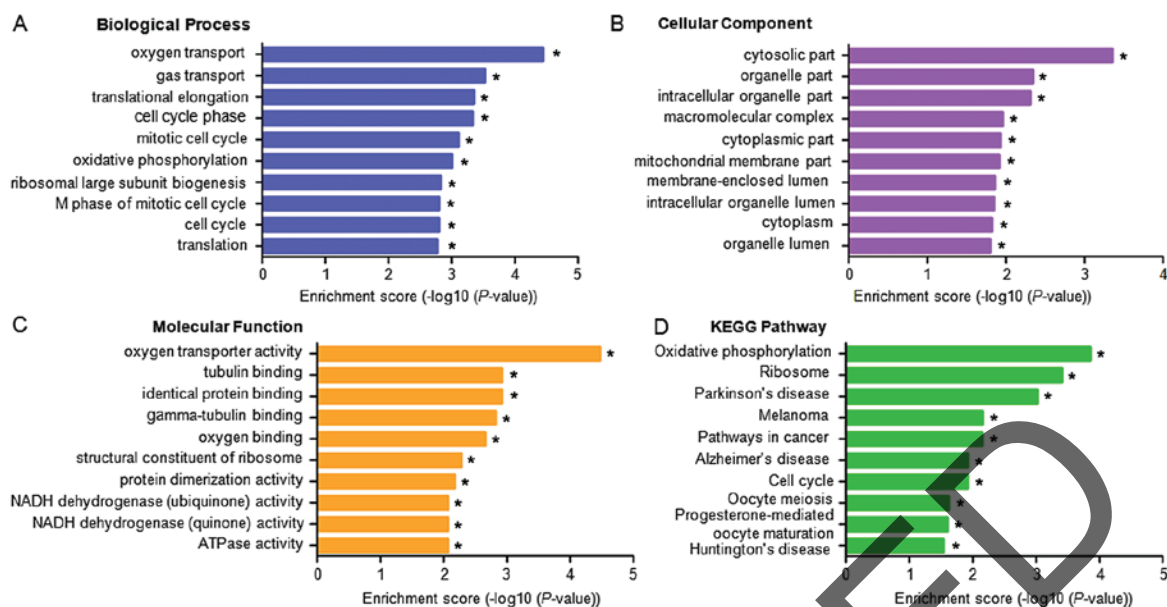 A
Biological Process
oxygen transport
gas transport
translational elongation
cell cycle phase
mitotic cell cycle
oxidative phosphorylation
ribosomal large subunit biogenesis
M phase of mitotic cell cycle
cell cycle
translation
* * * * * * * * * *
0 1 2 3 4 5
Enrichment score (-log10 (P-value))
B
Cellular Component
cytosolic part
organelle part
intracellular organelle part
macromolecular complex
cytoplasmic part
mitochondrial membrane part
membrane-enclosed lumen
intracellular organelle lumen
cytoplasm
organelle lumen
* * * * * * * * * *
0 1 2 3 4
Enrichment score (-log10 (P-value))
C
Molecular Function
oxygen transporter activity
tubulin binding
identical protein binding
gamma-tubulin binding
oxygen binding
structural constituent of ribosome
protein dimerization activity
NADH dehydrogenase (ubiquinone) activity
NADH dehydrogenase (quinone) activity
ATPase activity
* * * * * * * * * *
0 1 2 3 4 5
Enrichment score (-log10 (P-value))
D
KEGG Pathway
Oxidative phosphorylation
Ribosome
Parkinson's disease
Melanoma
Pathways in cancer
Alzheimer's disease
Cell cycle
Oocyte meiosis
Progesterone-mediated
oocyte maturation
Huntington's disease
* * * * * * * * * *
0 1 2 3 4 5
Enrichment score (-log10 (P-value))